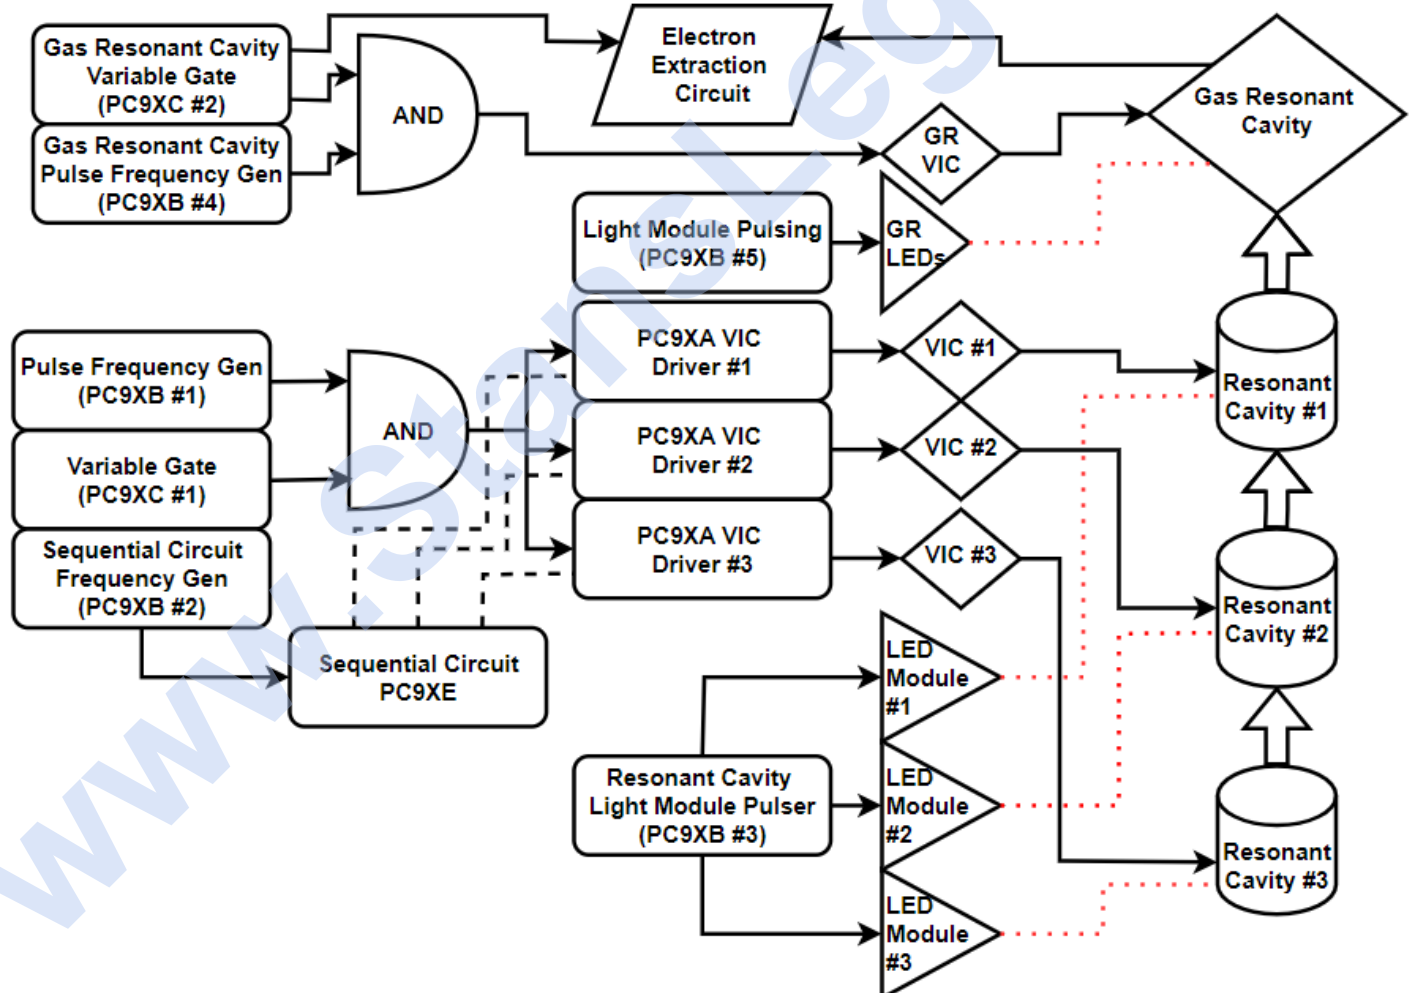 Gas Resonant Cavity
Variable Gate
(PC9XC #2)
Gas Resonant Cavity
Pulse Frequency Gen
(PC9XB #4)
AND
Electron
Extraction
Circuit
Gas Resonant
Cavity
GR
VIC
Light Module Pulsing
(PC9XB #5)
GR
LEDs
Pulse Frequency Gen
(PC9XB #1)
Variable Gate
(PC9XC #1)
Sequential Circuit
Frequency Gen
(PC9XB #2)
AND
PC9XA VIC
Driver #1
PC9XA VIC
Driver #2
PC9XA VIC
Driver #3
VIC #1
VIC #2
VIC #3
Resonant
Cavity #1
Resonant
Cavity #2
Resonant
Cavity #3
Sequential Circuit
PC9XE
Resonant Cavity
Light Module Pulser
(PC9XB #3)
LED
Module
#1
LED
Module
#2
LED
Module
#3
www.StansLeg